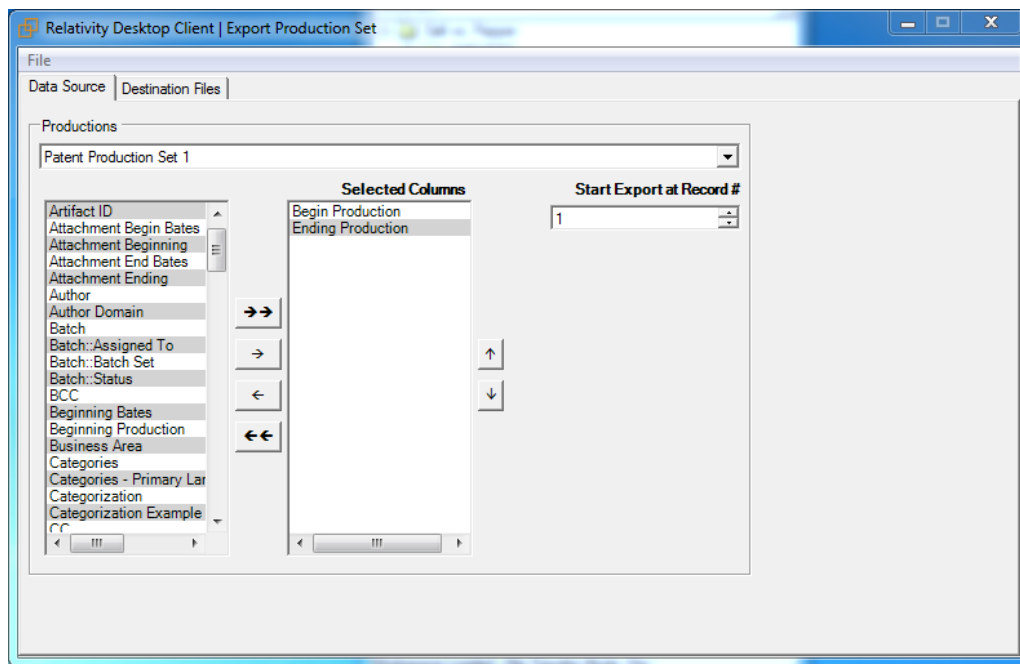 Relativity Desktop Client | Export Production Set
File
Data Source
Destination Files
Productions
Patent Production Set 1
Selected Columns
Start Export at Record #
1
Artifact ID
Attachment Begin Bates
Attachment Beginning
Attachment End Bates
Attachment Ending
Author
Author Domain
Batch
Batch::Assigned To
Batch::Batch Set
Batch::Status
BCC
Beginning Bates
Beginning Production
Business Area
Categories
Categories - Primary Lar
Categorization
Categorization Example
CC
Begin Production
Ending Production